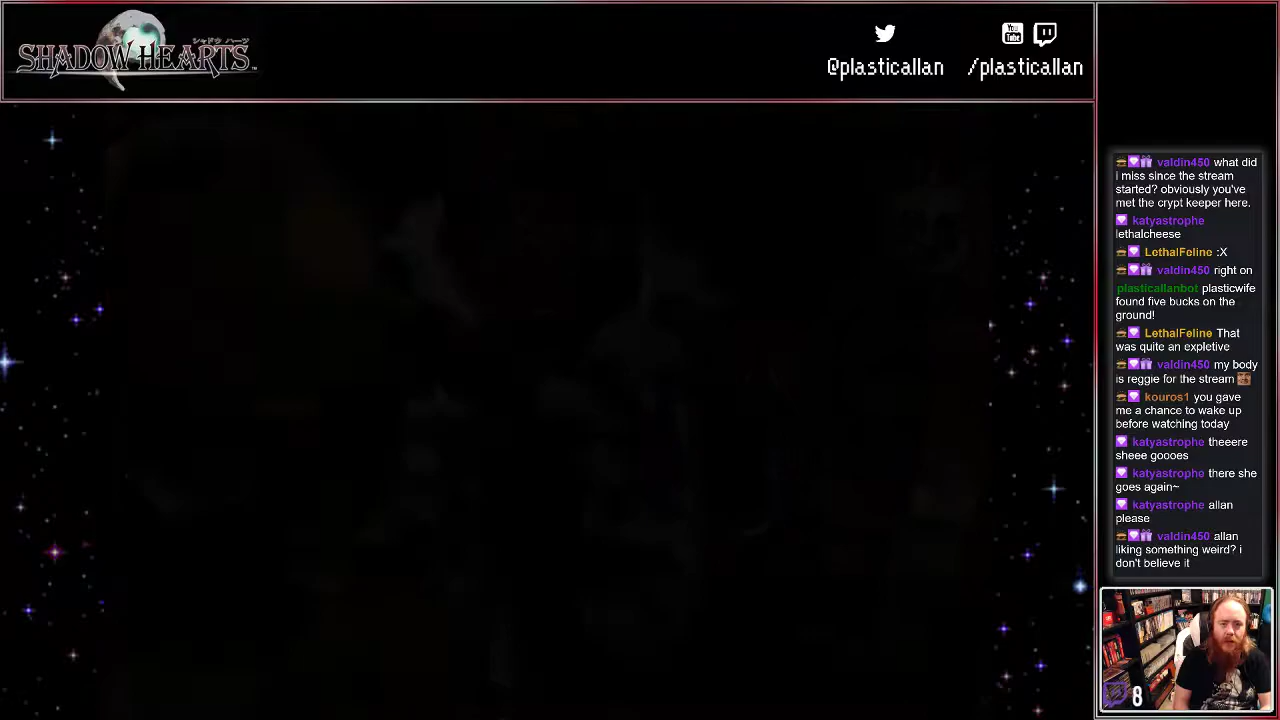 シャドウ ハーツ
SHADOW HEARTS™
@plasticallan
You Tube
/plasticallan
valdin450 what did
i miss since the stream
started? obviously you've
met the crypt keeper here.
katyastrophe
lethalcheese
LethalFeline :X
valdin450 right on
plasticallanbot plasticwife
found five bucks on the
ground!
LethalFeline That
was quite an expletive
valdin450 my body
is reggie for the stream
kouros1 you gave
me a chance to wake up
before watching today
katyastrophe theeere
sheee goooes
katyastrophe there she
goes again~
katyastrophe allan
please
valdin450 allan
liking something weird? i
don't believe it
8